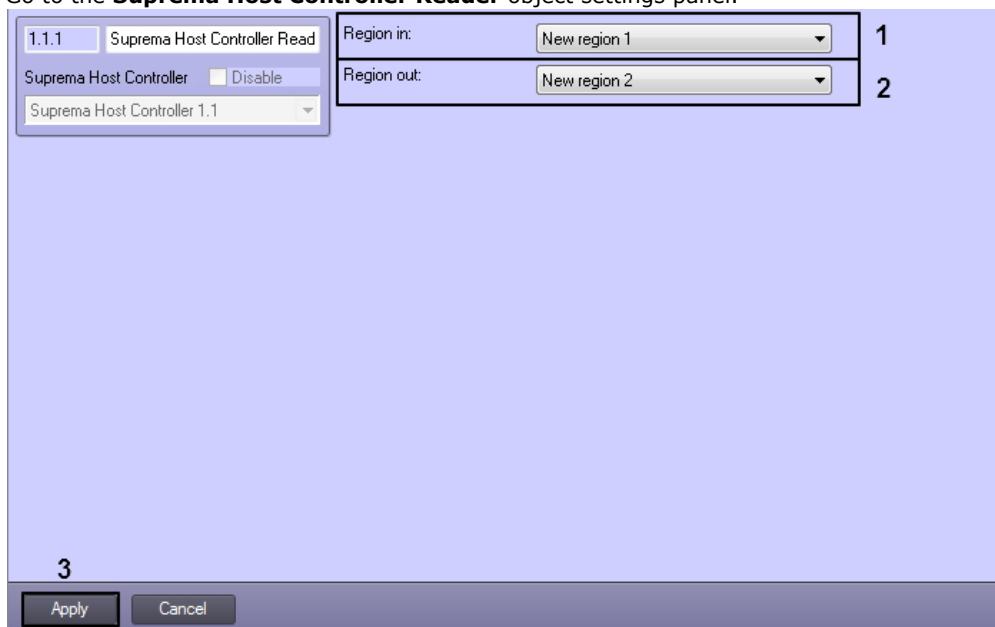 Go to the Suprema Host Controller Reader object settings panel.
1.1.1 Suprema Host Controller Read
Region in: New region 1 1
Suprema Host Controller Disable
Region out: New region 2 2
Suprema Host Controller 1.1
3
Apply Cancel